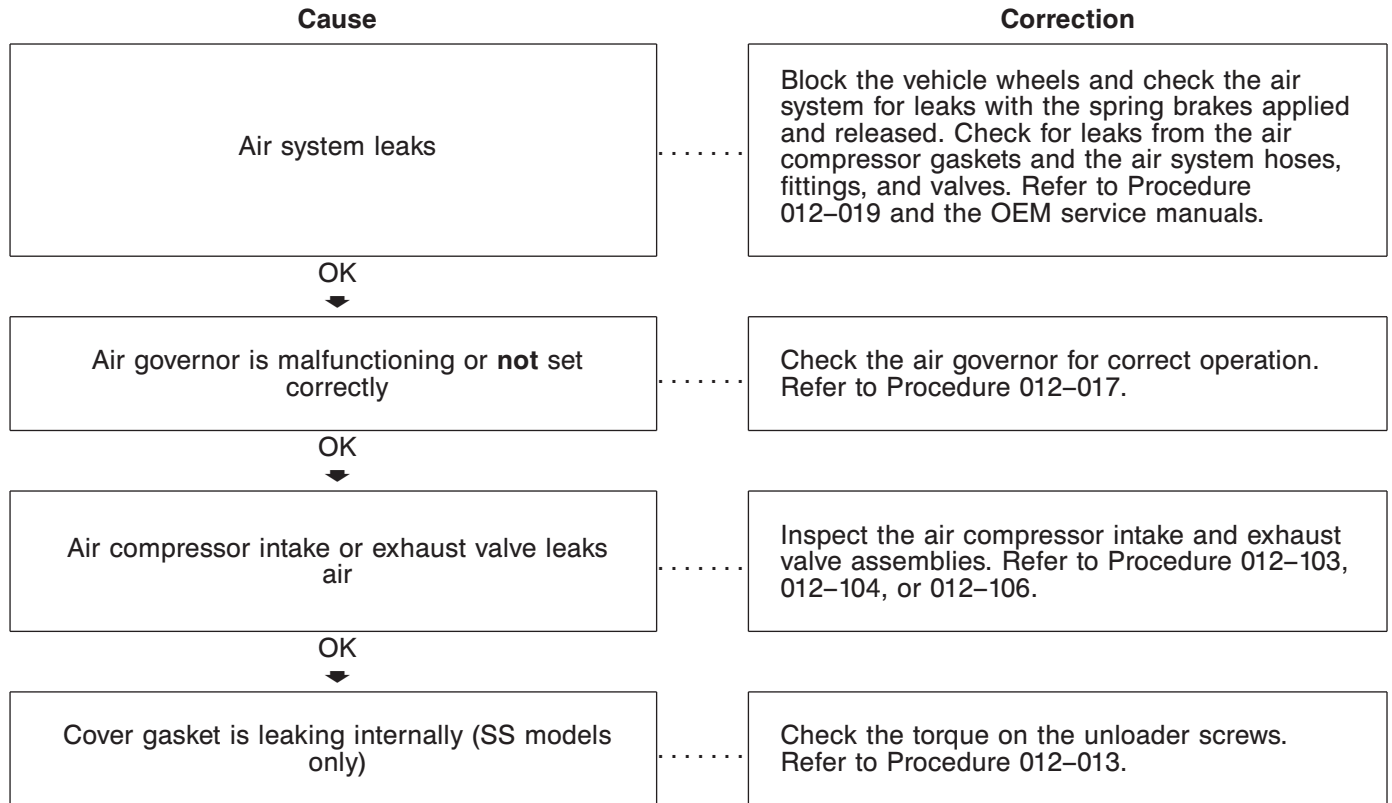 Cause
Correction
Air system leaks
.......
Block the vehicle wheels and check the air
system for leaks with the spring brakes applied
and released. Check for leaks from the air
compressor gaskets and the air system hoses,
fittings, and valves. Refer to Procedure
012–019 and the OEM service manuals.
OK
Air governor is malfunctioning or not set
correctly
.......
Check the air governor for correct operation.
Refer to Procedure 012–017.
OK
Air compressor intake or exhaust valve leaks
air
.......
Inspect the air compressor intake and exhaust
valve assemblies. Refer to Procedure 012–103,
012–104, or 012–106.
OK
Cover gasket is leaking internally (SS models
only)
.......
Check the torque on the unloader screws.
Refer to Procedure 012–013.